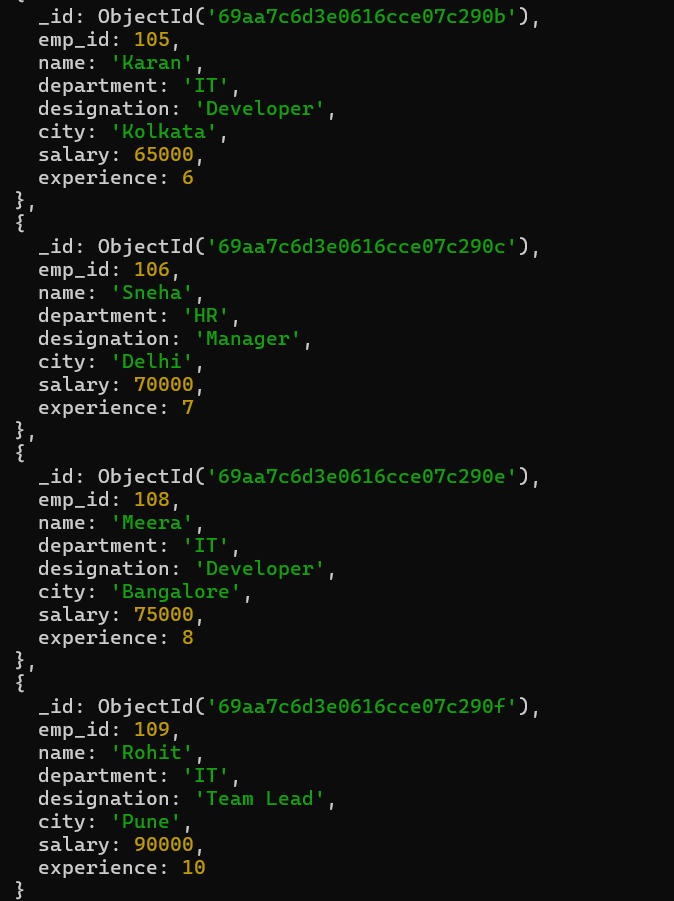 {
  _id: ObjectId('69aa7c6d3e0616cce07c290b'),
  emp_id: 105,
  name: 'Karan',
  department: 'IT',
  designation: 'Developer',
  city: 'Kolkata',
  salary: 65000,
  experience: 6
},
{
  _id: ObjectId('69aa7c6d3e0616cce07c290c'),
  emp_id: 106,
  name: 'Sneha',
  department: 'HR',
  designation: 'Manager',
  city: 'Delhi',
  salary: 70000,
  experience: 7
},
{
  _id: ObjectId('69aa7c6d3e0616cce07c290e'),
  emp_id: 108,
  name: 'Meera',
  department: 'IT',
  designation: 'Developer',
  city: 'Bangalore',
  salary: 75000,
  experience: 8
},
{
  _id: ObjectId('69aa7c6d3e0616cce07c290f'),
  emp_id: 109,
  name: 'Rohit',
  department: 'IT',
  designation: 'Team Lead',
  city: 'Pune',
  salary: 90000,
  experience: 10
}